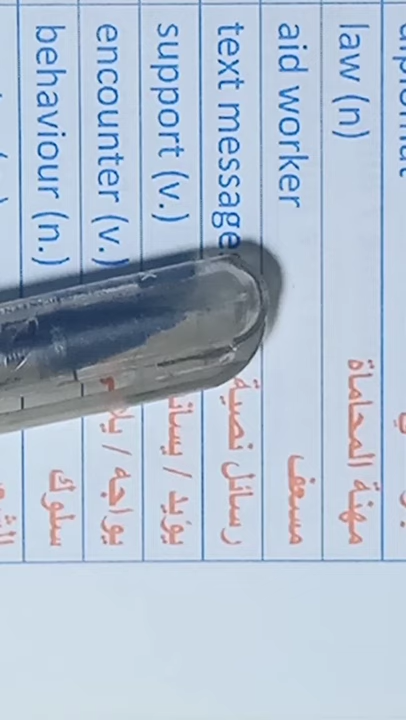 law (n) مهنة المحاماة
aid worker مسعف
text message رسائل نصية
support (v.) يؤيد /
encounter (v.) يواجه /
behaviour (n.) سلوك